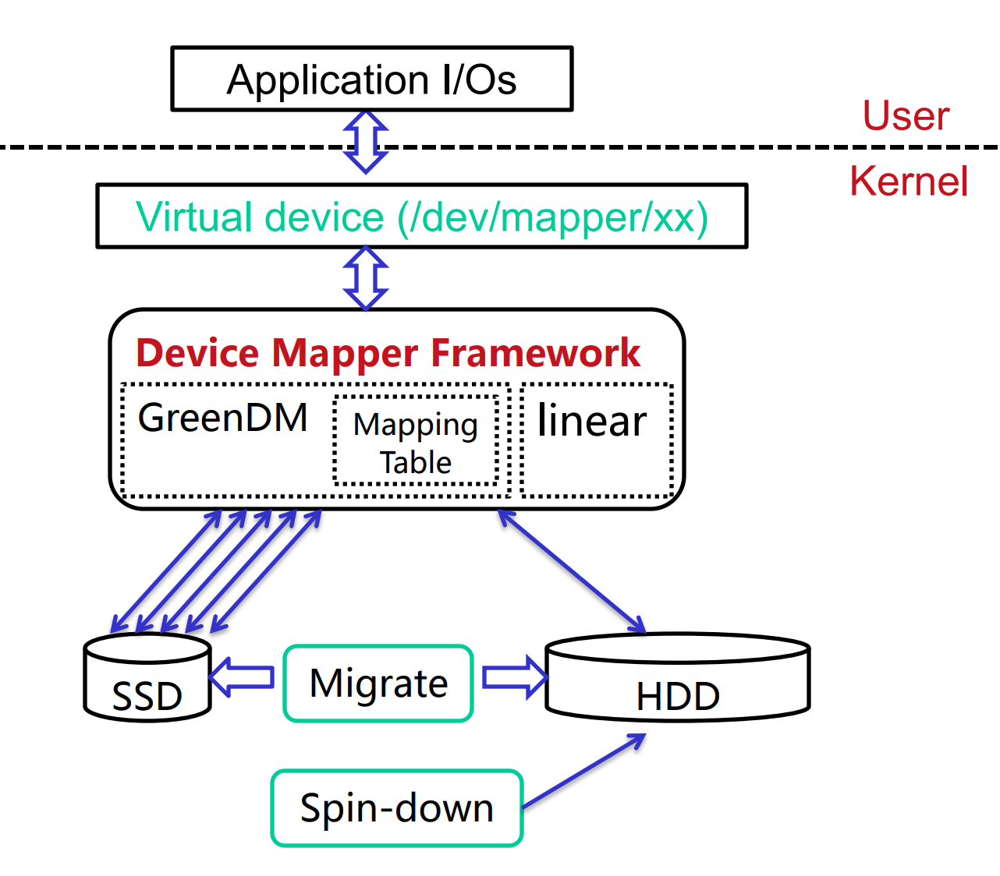 Application I/Os
User
Kernel
Virtual device (/dev/mapper/xx)
Device Mapper Framework
GreenDM
Mapping
Table
linear
SSD
Migrate
HDD
Spin-down